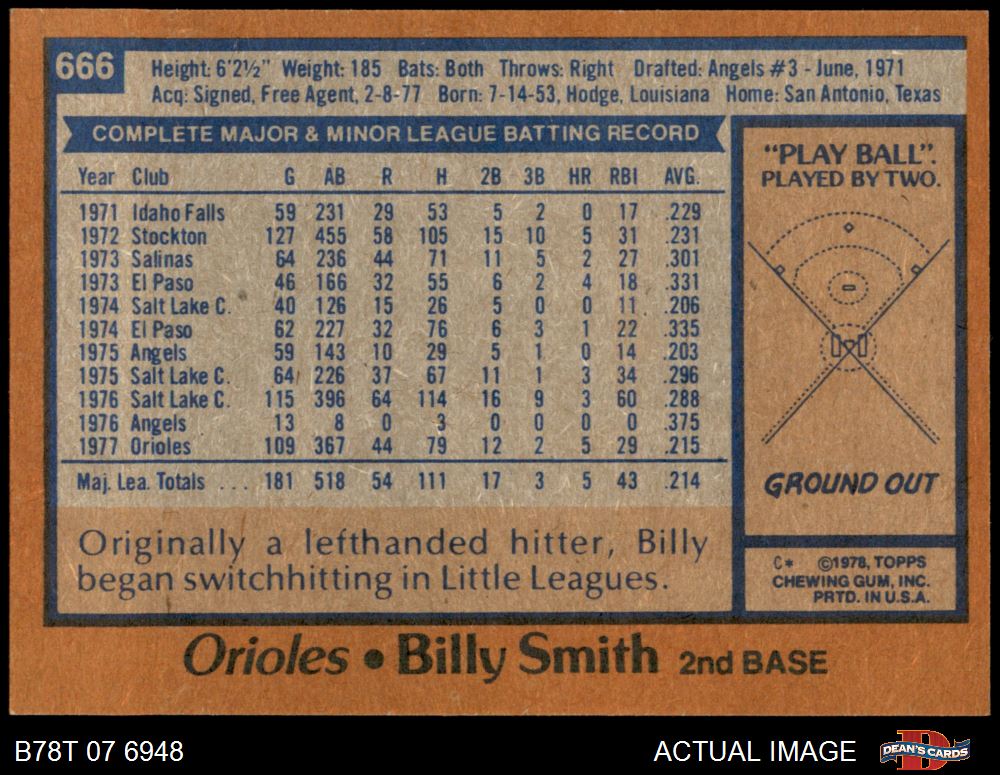 666
Height: 6'2½" Weight: 185 Bats: Both Throws: Right Drafted: Angels #3 - June, 1971
Acq: Signed, Free Agent, 2-8-77 Born: 7-14-53, Hodge, Louisiana Home: San Antonio, Texas
COMPLETE MAJOR & MINOR LEAGUE BATTING RECORD
Year Club G AB R H 2B 3B HR RBI AVG.
1971 Idaho Falls 59 231 29 53 5 2 0 17 .229
1972 Stockton 127 455 58 105 15 10 5 31 .231
1973 Salinas 64 236 44 71 11 5 2 27 .301
1973 El Paso 46 166 32 55 6 2 4 18 .331
1974 Salt Lake C. 40 126 15 26 5 0 0 11 .206
1974 El Paso 62 227 32 76 6 3 1 22 .335
1975 Angels 59 143 10 29 5 1 0 14 .203
1975 Salt Lake C. 64 226 37 67 11 1 3 34 .296
1976 Salt Lake C. 115 396 64 114 16 9 3 60 .288
1976 Angels 13 8 0 3 0 0 0 0 .375
1977 Orioles 109 367 44 79 12 2 5 29 .215
Maj. Lea. Totals ... 181 518 54 111 17 3 5 43 .214
Originally a lefthanded hitter, Billy
began switchhitting in Little Leagues.
"PLAY BALL".
PLAYED BY TWO.
GROUND OUT
C* ©1978, TOPPS
CHEWING GUM, INC.
PRTD. IN U.S.A.
Orioles • Billy Smith 2nd BASE
B78T 07 6948
ACTUAL IMAGE
D
DEAN'S CARDS